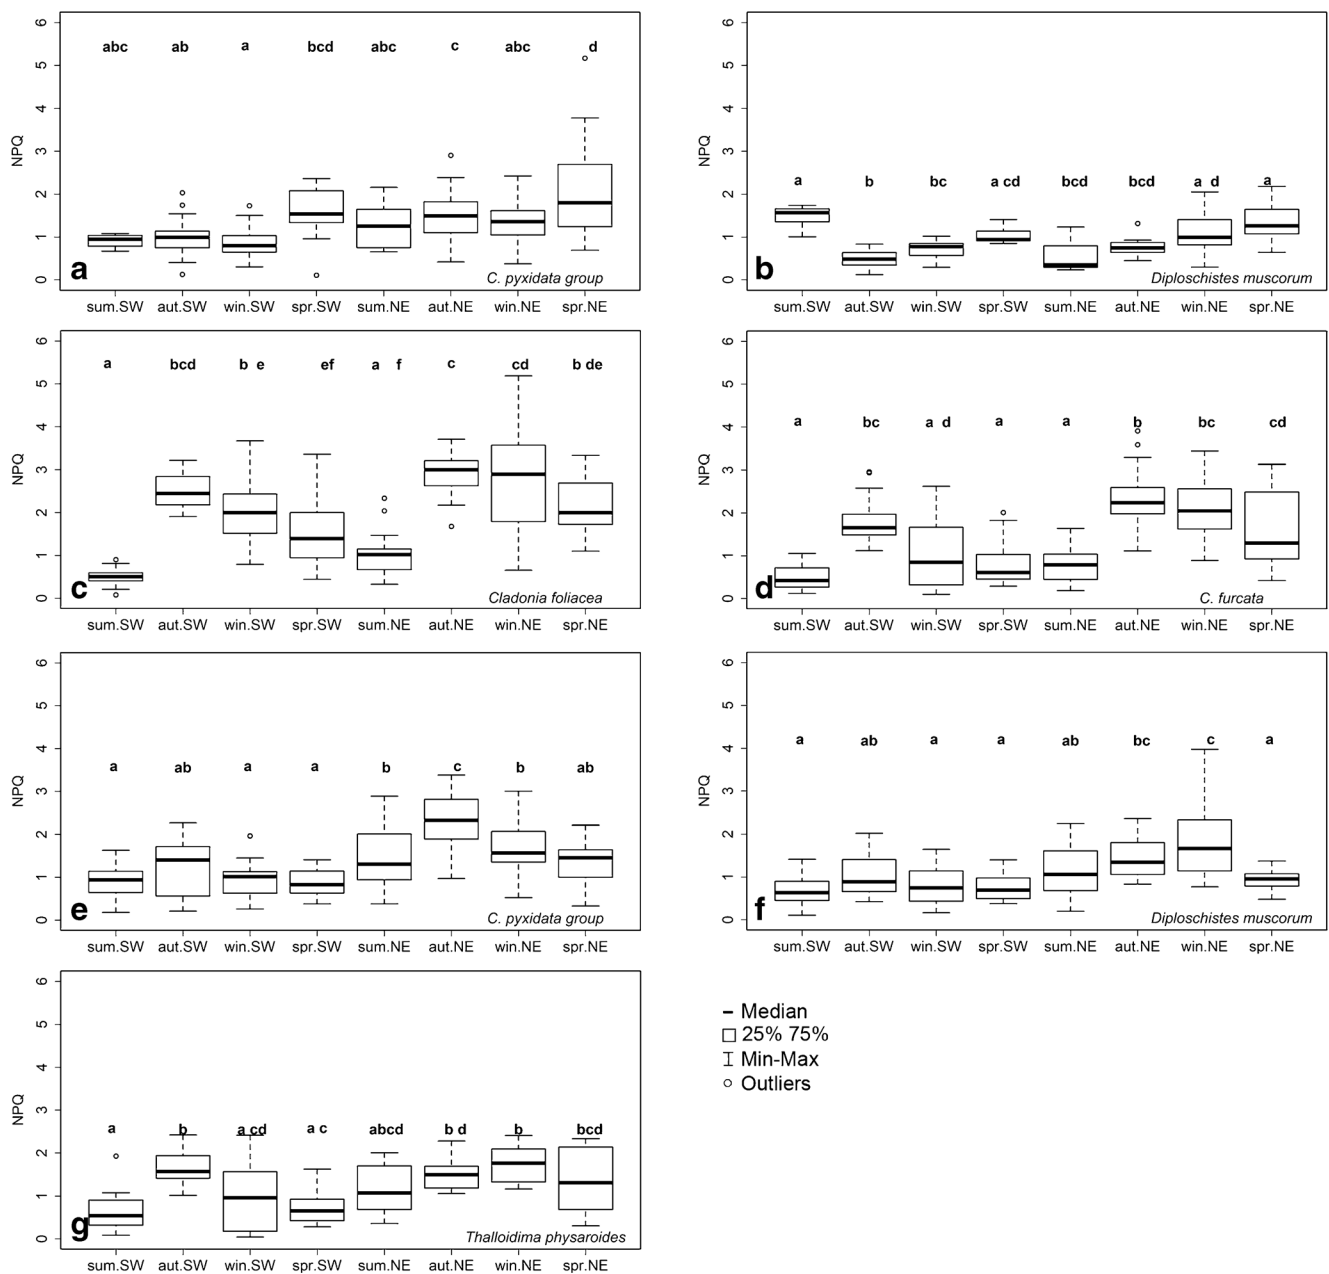 6
5
4
3
2
1
0
NPQ
abc ab a bcd abc c abc d
a
C. pyxidata group
sum.SW aut.SW win.SW spr.SW sum.NE aut.NE win.NE spr.NE
6
5
4
3
2
1
0
NPQ
a b bc a cd bcd bcd a d a
b
Diploschistes muscorum
sum.SW aut.SW win.SW spr.SW sum.NE aut.NE win.NE spr.NE
6
5
4
3
2
1
0
NPQ
a bcd b e ef a f c cd b de
c
Cladonia foliacea
sum.SW aut.SW win.SW spr.SW sum.NE aut.NE win.NE spr.NE
6
5
4
3
2
1
0
NPQ
a bc a d a a b bc cd
d
C. furcata
sum.SW aut.SW win.SW spr.SW sum.NE aut.NE win.NE spr.NE
6
5
4
3
2
1
0
NPQ
a ab a a b c b ab
e
C. pyxidata group
sum.SW aut.SW win.SW spr.SW sum.NE aut.NE win.NE spr.NE
6
5
4
3
2
1
0
NPQ
a ab a a ab bc c a
f
Diploschistes muscorum
sum.SW aut.SW win.SW spr.SW sum.NE aut.NE win.NE spr.NE
6
5
4
3
2
1
0
NPQ
a b a cd a c abcd b d b bcd
g
Thalloidima physaroides
sum.SW aut.SW win.SW spr.SW sum.NE aut.NE win.NE spr.NE
Median
25% 75%
Min-Max
Outliers